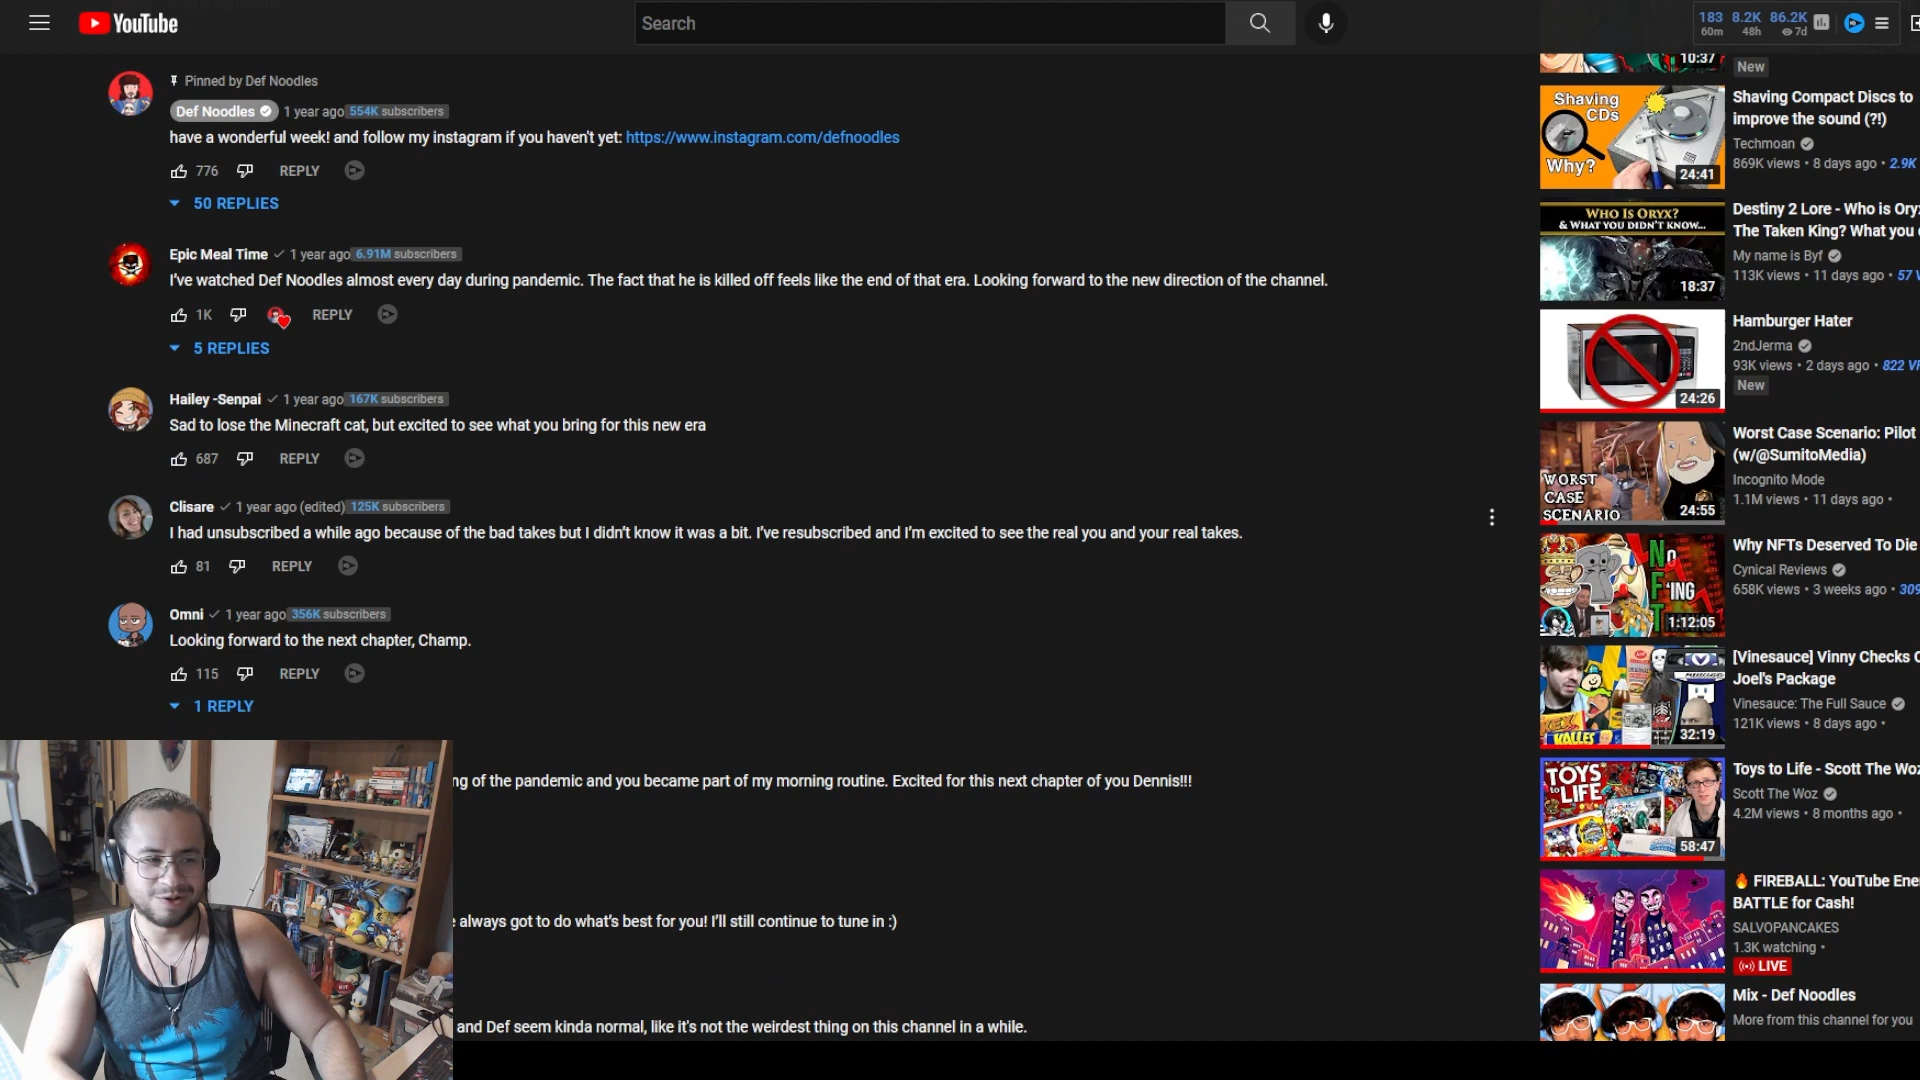 YouTube
Search
183 8.2K 86.2K
60m 48h 7d
Pinned by Def Noodles
Def Noodles 1 year ago 554K subscribers
have a wonderful week! and follow my instagram if you haven't yet: https://www.instagram.com/defnoodles
776 REPLY
50 REPLIES
Epic Meal Time 1 year ago 6.91M subscribers
I've watched Def Noodles almost every day during pandemic. The fact that he is killed off feels like the end of that era. Looking forward to the new direction of the channel.
1K REPLY
5 REPLIES
Hailey -Senpai 1 year ago 167K subscribers
Sad to lose the Minecraft cat, but excited to see what you bring for this new era
687 REPLY
Clisare 1 year ago (edited) 125K subscribers
I had unsubscribed a while ago because of the bad takes but I didn't know it was a bit. I've resubscribed and I'm excited to see the real you and your real takes.
81 REPLY
Omni 1 year ago 356K subscribers
Looking forward to the next chapter, Champ.
115 REPLY
1 REPLY
ng of the pandemic and you became part of my morning routine. Excited for this next chapter of you Dennis!!!
always got to do what's best for you! I'll still continue to tune in :)
and Def seem kinda normal, like it's not the weirdest thing on this channel in a while.
10:37
New
Shaving
CDs
Why?
24:41
Shaving Compact Discs to
improve the sound (?!)
Techmoan
869K views • 8 days ago • 2.9K
WHO IS ORYX?
& WHAT YOU DIDN'T KNOW...
18:37
Destiny 2 Lore - Who is Oryx
The Taken King? What you
My name is Byf
113K views • 11 days ago • 57
24:26
Hamburger Hater
2ndJerma
93K views • 2 days ago • 822
New
WORST
CASE
SCENARIO
24:55
Worst Case Scenario: Pilot
(w/@SumitoMedia)
Incognito Mode
1.1M views • 11 days ago •
No
F'ING
1:12:05
Why NFTs Deserved To Die
Cynical Reviews
658K views • 3 weeks ago • 309
KALLES
32:19
[Vinesauce] Vinny Checks
Joel's Package
Vinesauce: The Full Sauce
121K views • 8 days ago •
TOYS
to
LIFE
58:47
Toys to Life - Scott The Woz
Scott The Woz
4.2M views • 8 months ago •
🔥 FIREBALL: YouTube
BATTLE for Cash!
SALVOPANCAKES
1.3K watching •
LIVE
Mix - Def Noodles
More from this channel for you